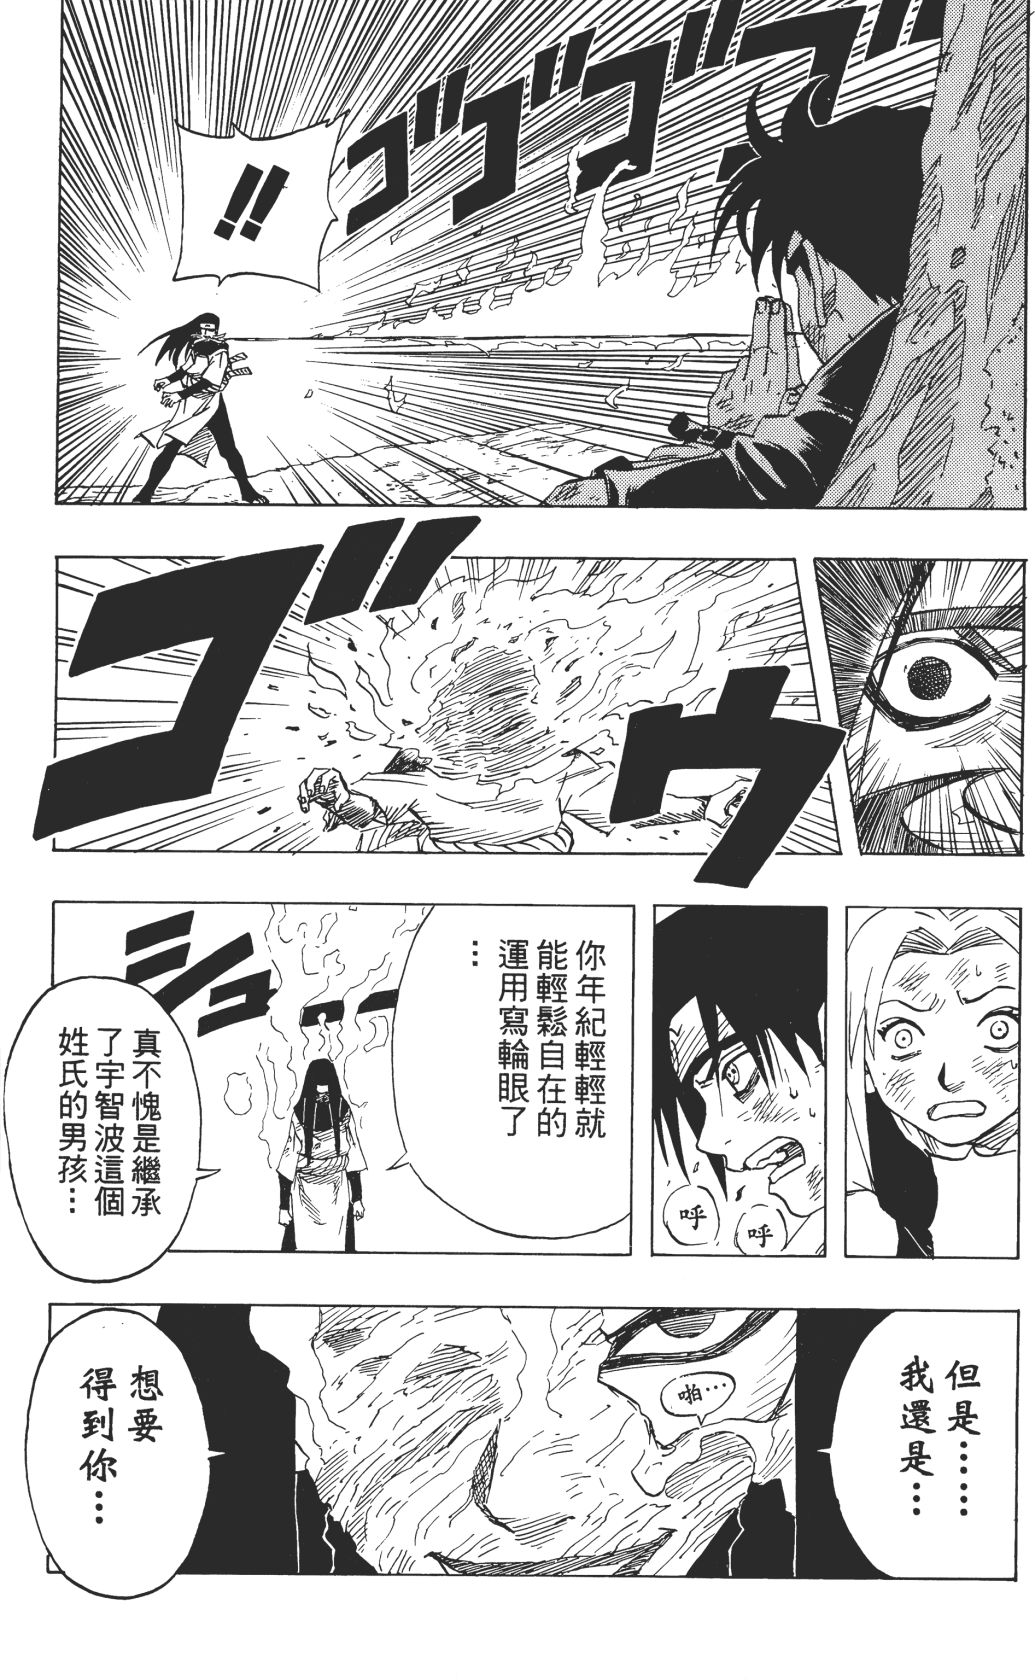 ゴゴゴゴ
!!
ゴウ
呼
呼
你年紀輕輕就
能輕鬆自在的
運用寫輪眼了
…
シュー
真不愧是繼承
了宇智波這個
姓氏的男孩…
但是……
我還是…
啪…
想要
得到你…